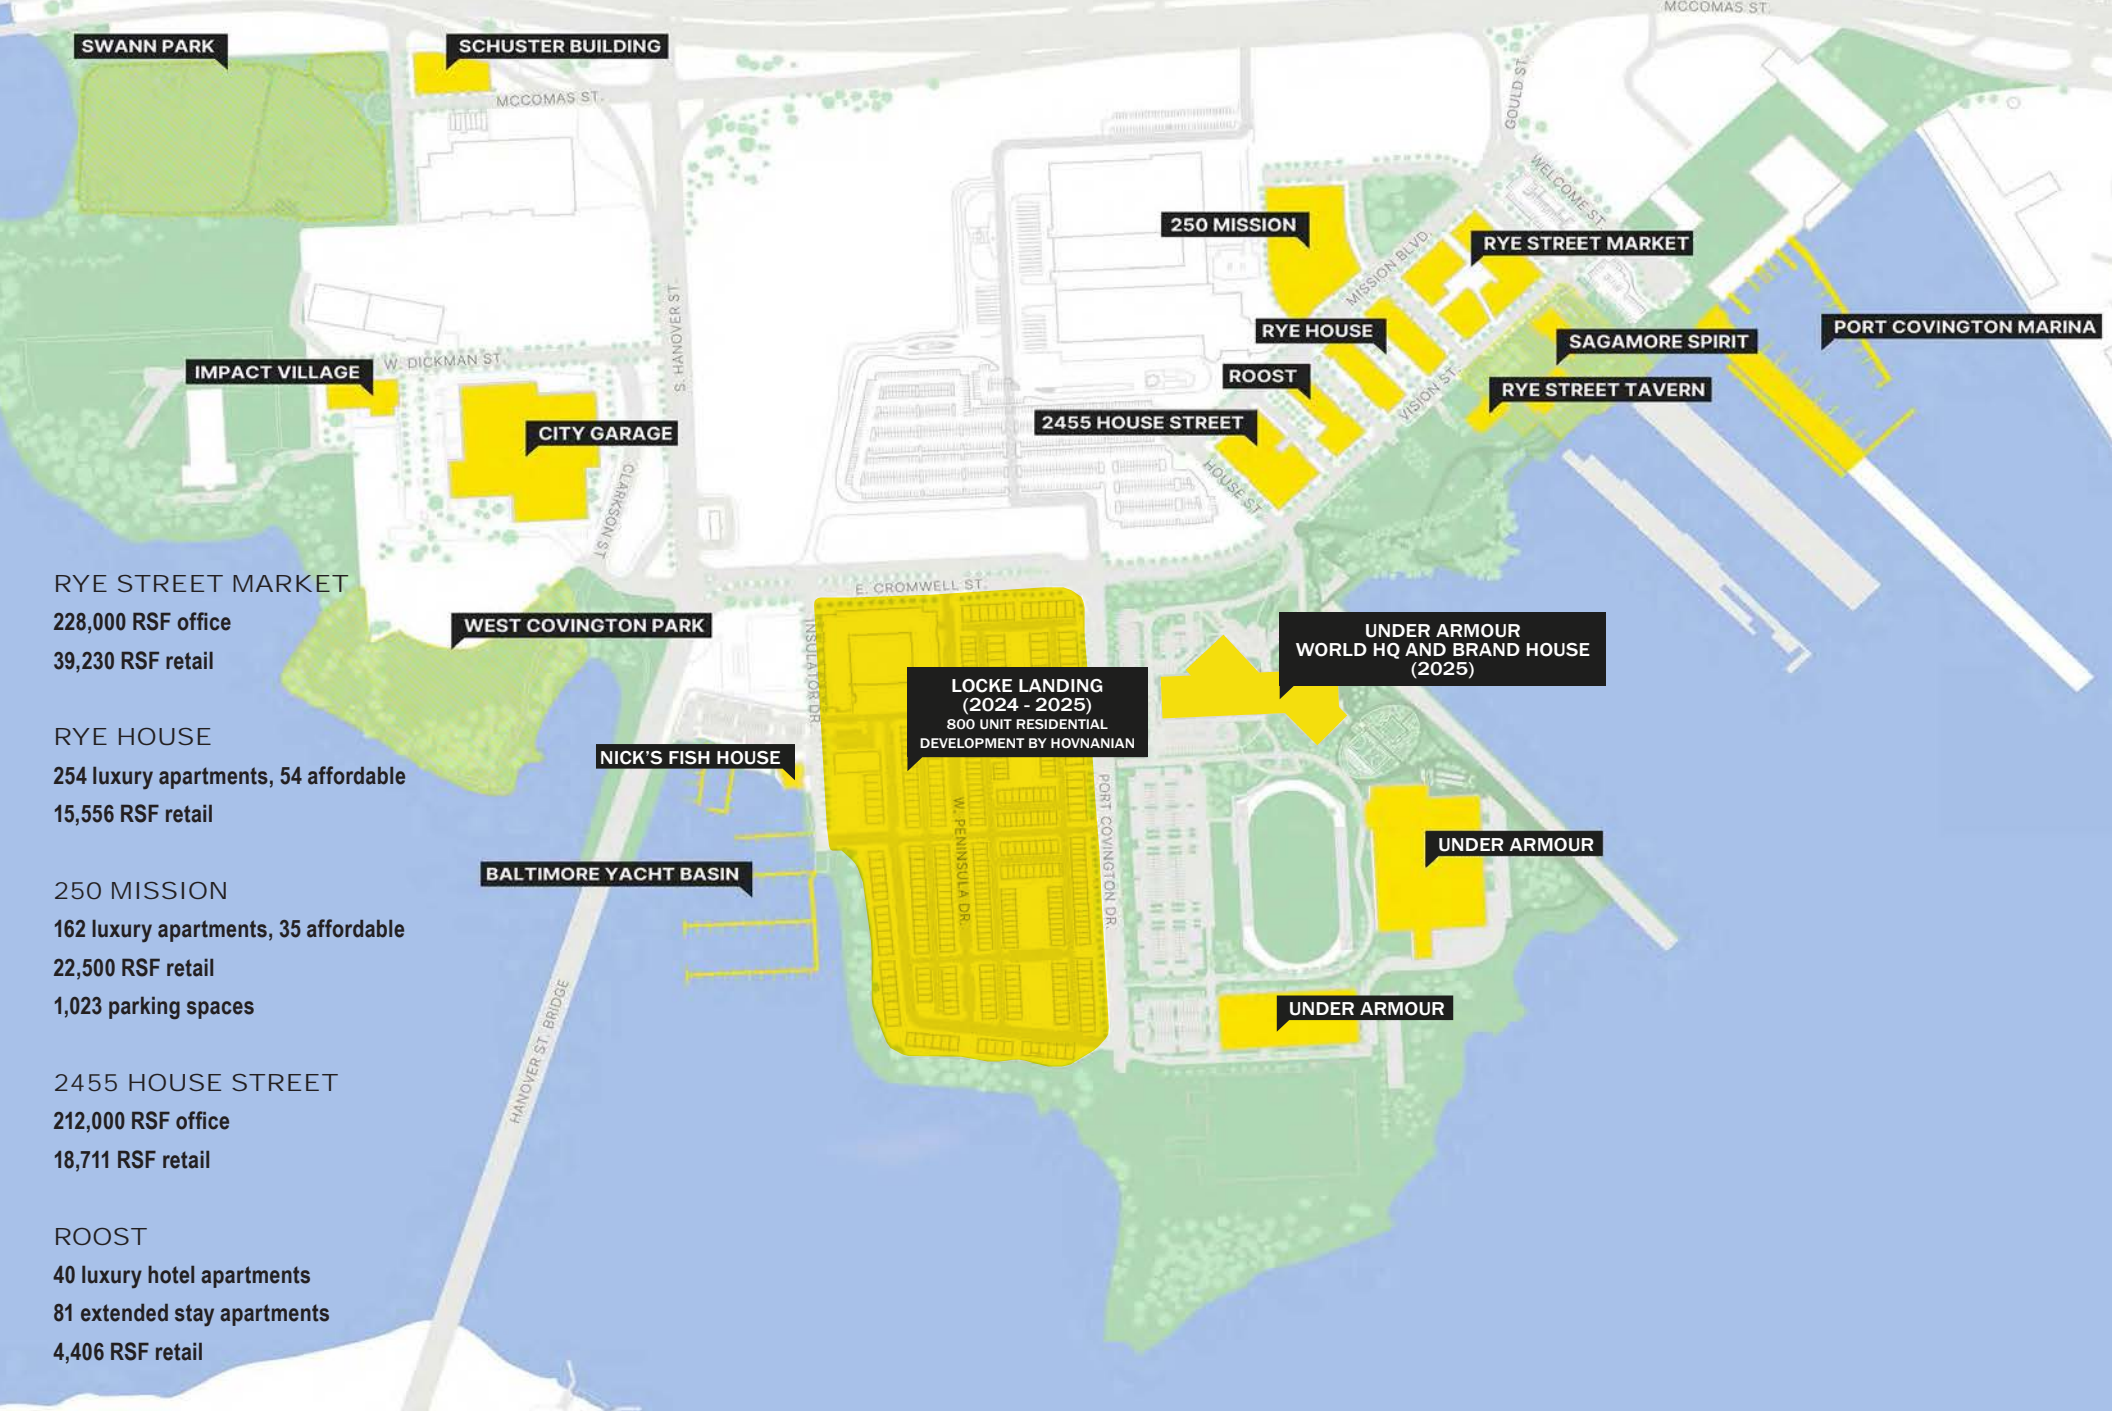 MCCOMAS ST.
SWANN PARK
SCHUSTER BUILDING
MCCOMAS ST.
GOULD ST.
WELCOME ST.
250 MISSION
MISSION BLVD.
RYE STREET MARKET
S. HANOVER ST.
RYE HOUSE
SAGAMORE SPIRIT
PORT COVINGTON MARINA
W. DICKMAN ST.
IMPACT VILLAGE
ROOST
RYE STREET TAVERN
VISION ST.
2455 HOUSE STREET
CITY GARAGE
HOUSE ST.
CLARKSON ST.
E. CROMWELL ST.
WEST COVINGTON PARK
INSULATOR DR.
UNDER ARMOUR
WORLD HQ AND BRAND HOUSE
(2025)
LOCKE LANDING
(2024 - 2025)
800 UNIT RESIDENTIAL
DEVELOPMENT BY HOVNANIAN
NICK'S FISH HOUSE
W. PENINSULA DR.
PORT COVINGTON DR.
UNDER ARMOUR
BALTIMORE YACHT BASIN
UNDER ARMOUR
HANOVER ST. BRIDGE
RYE STREET MARKET
228,000 RSF office
39,230 RSF retail
RYE HOUSE
254 luxury apartments, 54 affordable
15,556 RSF retail
250 MISSION
162 luxury apartments, 35 affordable
22,500 RSF retail
1,023 parking spaces
2455 HOUSE STREET
212,000 RSF office
18,711 RSF retail
ROOST
40 luxury hotel apartments
81 extended stay apartments
4,406 RSF retail